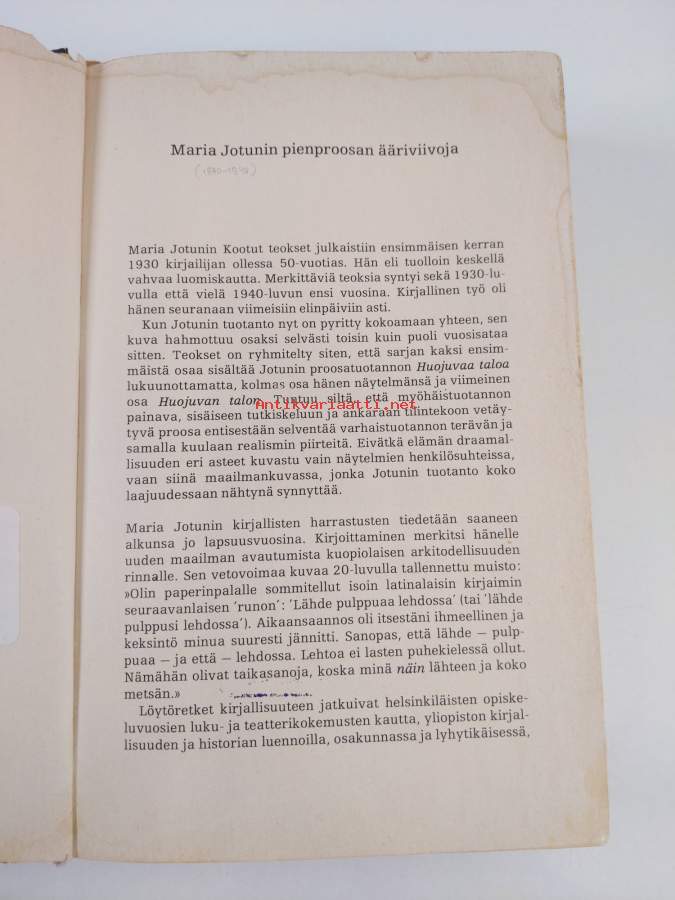 Maria Jotunin pienproosan ääriviivoja
Maria Jotunin Kootut teokset julkaistiin ensimmäisen kerran
1930 kirjailijan ollessa 50-vuotias. Hän eli tuolloin keskellä
vahvaa luomiskautta. Merkittäviä teoksia syntyi sekä 1930-lu-
vulla että vielä 1940-luvun ensi vuosina. Kirjallinen työ oli
hänen seuranaan viimeisiin elinpäiviin asti.
Kun Jotunin tuotanto nyt on pyritty kokoamaan yhteen, sen
kuva hahmottuu osaksi selvästi toisin kuin puoli vuosisataa
sitten. Teokset on ryhmitelty siten, että sarjan kaksi ensim-
mäistä osaa sisältää Jotunin proosatuotannon Huojuvaa taloa
lukuunottamatta, kolmas osa hänen näytelmänsä ja viimeinen
osa Huojuvan talon. Tuntuu siltä, että myöhäistuotannon
Antikvariaatti.net
painava, sisäiseen tutkiskeluun ja ankaraan tilintekoon vetäy-
tyvä proosa entisestään selventää varhaistuotannon terävän ja
samalla kuulaan realismin piirteitä. Eivätkä elämän draamal-
lisuuden eri asteet kuvastu vain näytelmien henkilösuhteissa,
vaan siinä maailmankuvassa, jonka Jotunin tuotanto koko
laajuudessaan nähtynä synnyttää.
Maria Jotunin kirjallisten harrastusten tiedetään saaneen
alkunsa jo lapsuusvuosina. Kirjoittaminen merkitsi hänelle
uuden maailman avautumista kuopiolaisen arkitodellisuuden
rinnalle. Sen vetovoimaa kuvaa 20-luvulla tallennettu muisto:
»Olin paperinpalalle sommitellut isoin latinalaisin kirjaimin
seuraavanlaisen ’runon’: ’Lähde pulppuaa lehdossa’ (tai ’lähde
pulppusi lehdossa’). Aikaansaannos oli itsestäni ihmeellinen ja
keksintö minua suuresti jännitti. Sanopas, että lähde – pulp-
puaa – ja että – lehdossa. Lehtoa ei lasten puhekielessä ollut.
Nämähän olivat taikasanoja, koska minä näin lähteen ja koko
metsän.»
Löytöretket kirjallisuuteen jatkuivat helsinkiläisten opiske-
luvuosien luku- ja teatterikokemusten kautta, yliopiston kirjal-
lisuuden ja historian luennoilla, osakunnassa ja lyhytikäisessä,